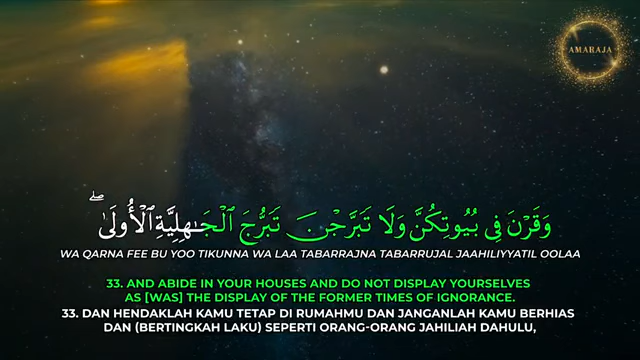 AMARAJA
وَقَرْنَ فِي بُيُوتِكُنَّ وَلَا تَبَرَّجْنَ تَبَرُّجَ ٱلْجَـٰهِلِيَّةِ ٱلْأُولَىٰ ۖ
WA QARNA FEE BU YOO TIKUNNA WA LAA TABARRAJNA TABARRUJAL JAAHILIYYATIL OOLAA
33. AND ABIDE IN YOUR HOUSES AND DO NOT DISPLAY YOURSELVES
AS [WAS] THE DISPLAY OF THE FORMER TIMES OF IGNORANCE.
33. DAN HENDAKLAH KAMU TETAP DI RUMAHMU DAN JANGANLAH KAMU BERHIAS
DAN (BERTINGKAH LAKU) SEPERTI ORANG-ORANG JAHILIAH DAHULU,